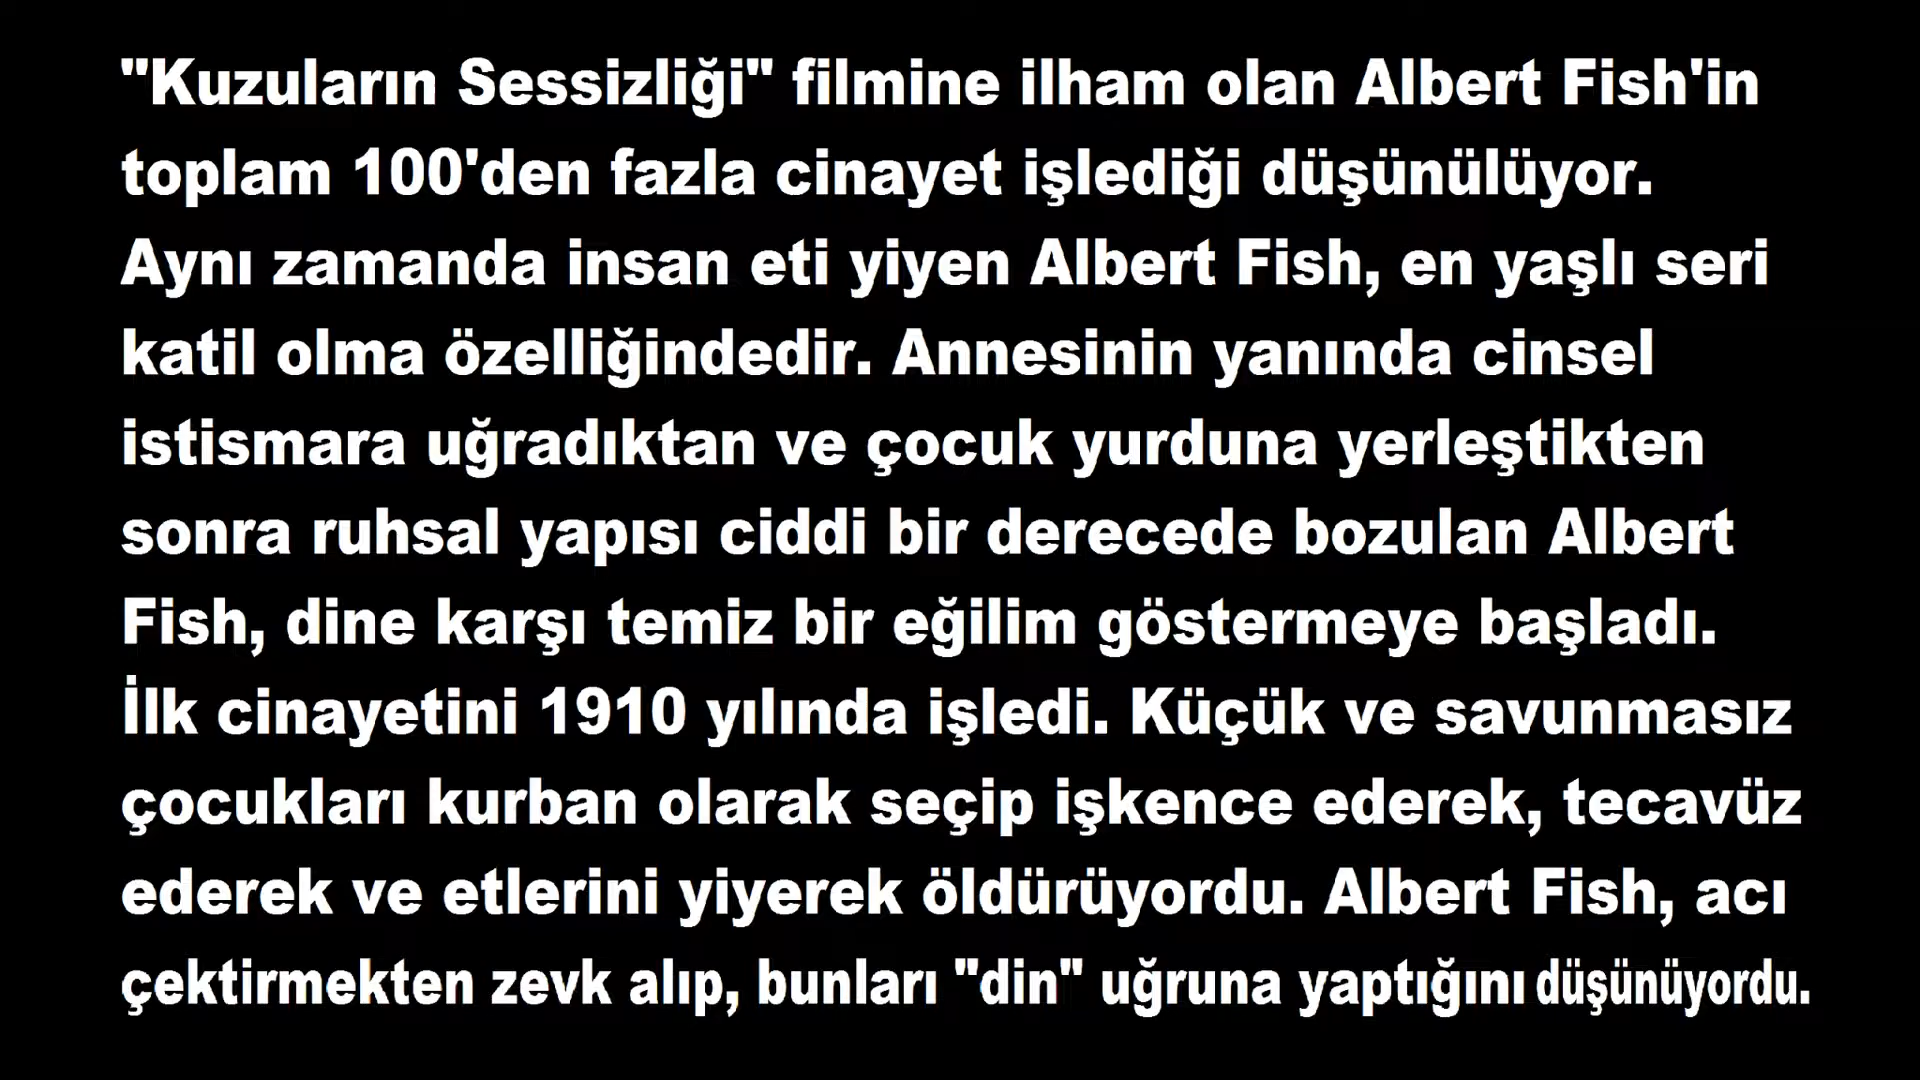 "Kuzuların Sessizliği" filmine ilham olan Albert Fish'in
toplam 100'den fazla cinayet işlediği düşünülüyor.
Aynı zamanda insan eti yiyen Albert Fish, en yaşlı seri
katil olma özelliğindedir. Annesinin yanında cinsel
istismara uğradıktan ve çocuk yurduna yerleştikten
sonra ruhsal yapısı ciddi bir derecede bozulan Albert
Fish, dine karşı temiz bir eğilim göstermeye başladı.
İlk cinayetini 1910 yılında işledi. Küçük ve savunmasız
çocukları kurban olarak seçip işkence ederek, tecavüz
ederek ve etlerini yiyerek öldürüyordu. Albert Fish, acı
çektirmekten zevk alıp, bunları "din" uğruna yaptığını düşünüyordu.